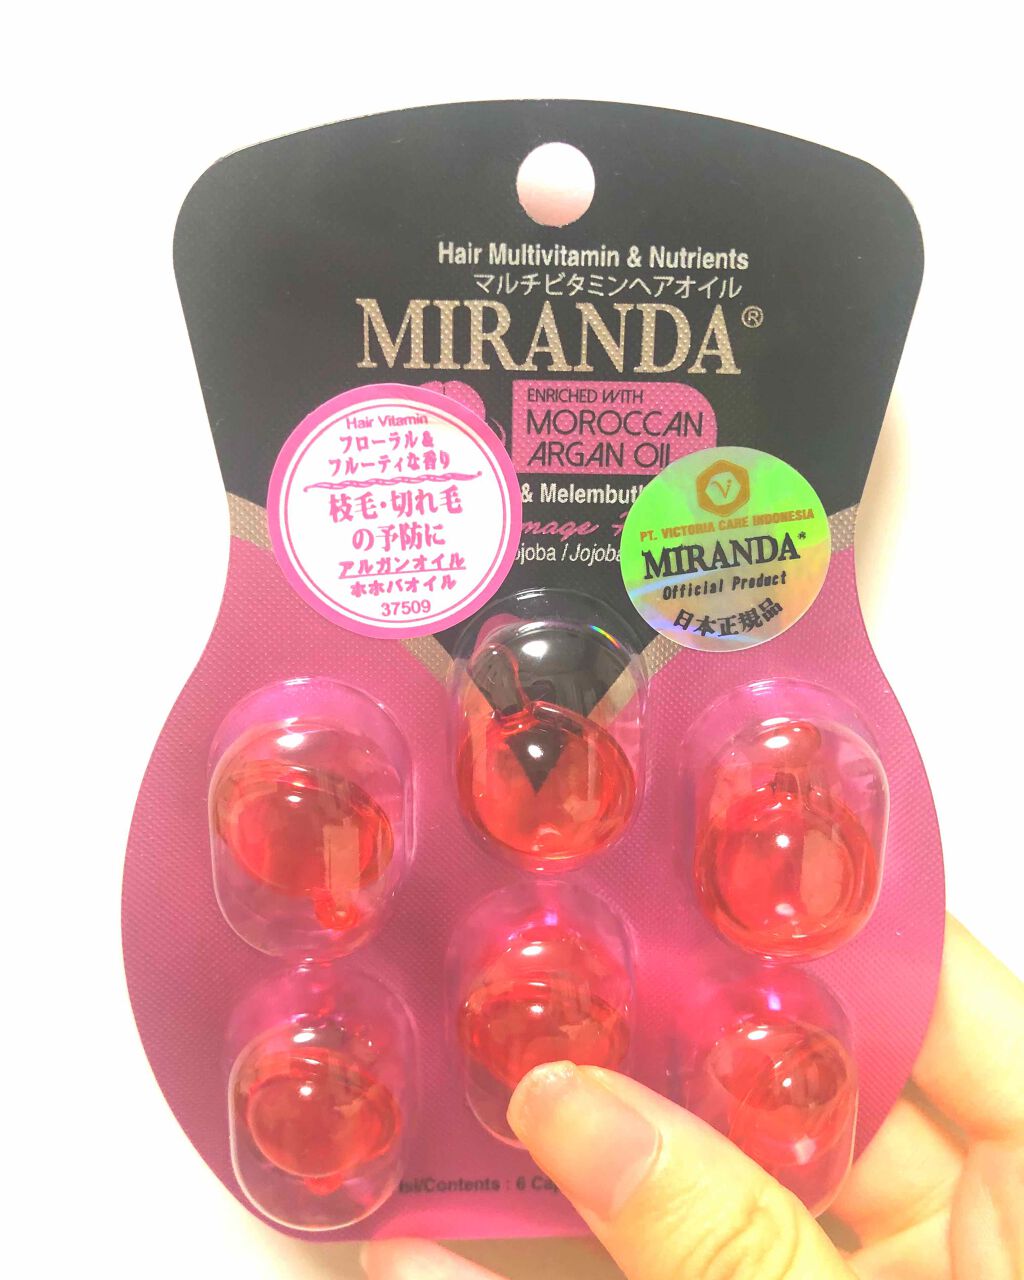 Hair Multivitamin & Nutrients
マルチビタミンヘアオイル
MIRANDA®
ENRICHED WITH
MOROCCAN
ARGAN OIL
Hair Vitamin
フローラル&
フルーティな香り
枝毛・切れ毛
の予防に
アルガンオイル
ホホバオイル
37509
&
PT. VICTORIA CARE INDONESIA
MIRANDA®
Official Product
日本正規品
/ Jojoba
Isi/Contents : 6